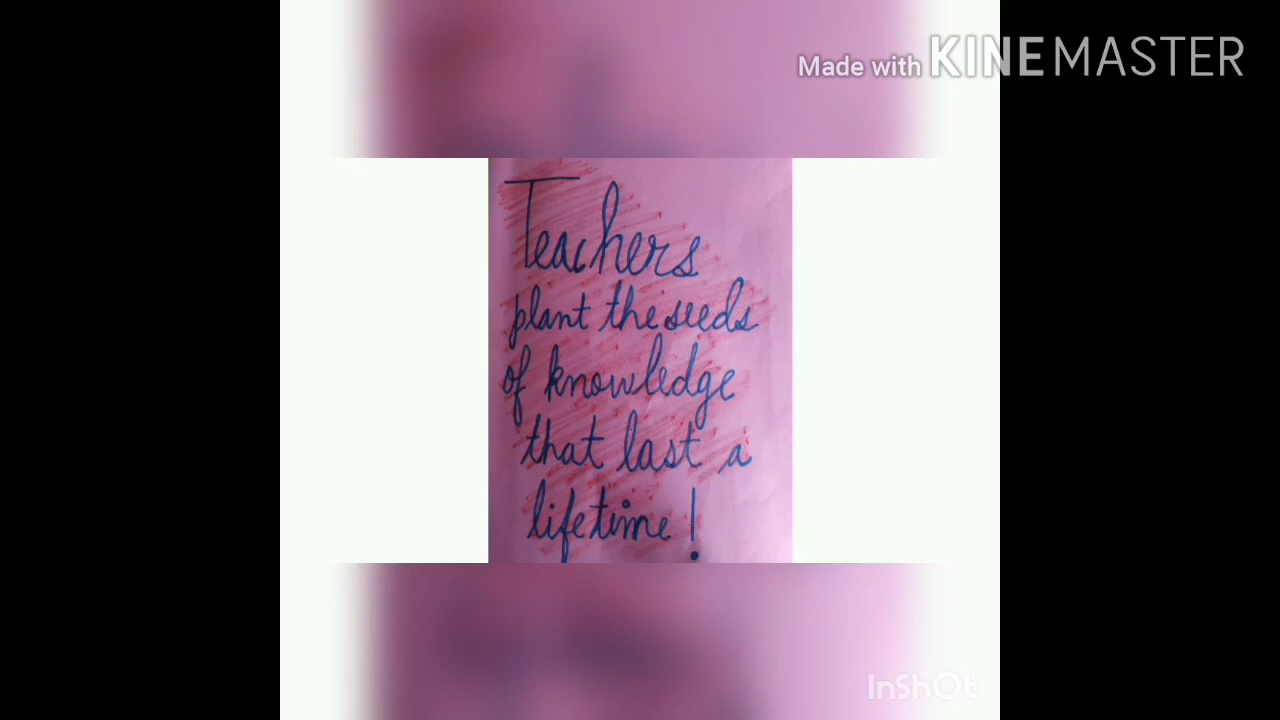 Made with KINEMASTER
Teachers
plant the seeds
of knowledge
that last a
lifetime!
InShOt